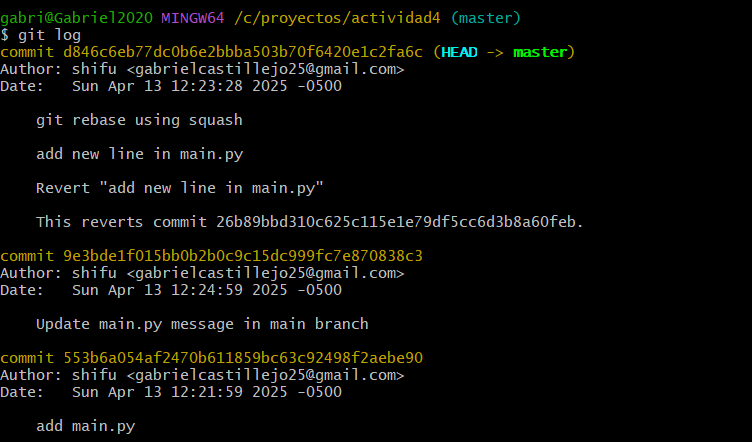 gabri@Gabriel2020 MINGW64 /c/proyectos/actividad4 (master)
$ git log
commit d846c6eb77dc0b6e2bbba503b70f6420e1c2fa6c (HEAD -> master)
Author: shifu <gabrielcastillejo25@gmail.com>
Date:   Sun Apr 13 12:23:28 2025 -0500

    git rebase using squash

    add new line in main.py

    Revert "add new line in main.py"

    This reverts commit 26b89bbd310c625c115e1e79df5cc6d3b8a60feb.

commit 9e3bde1f015bb0b2b0c9c15dc999fc7e870838c3
Author: shifu <gabrielcastillejo25@gmail.com>
Date:   Sun Apr 13 12:24:59 2025 -0500

    Update main.py message in main branch

commit 553b6a054af2470b611859bc63c92498f2aebe90
Author: shifu <gabrielcastillejo25@gmail.com>
Date:   Sun Apr 13 12:21:59 2025 -0500

    add main.py